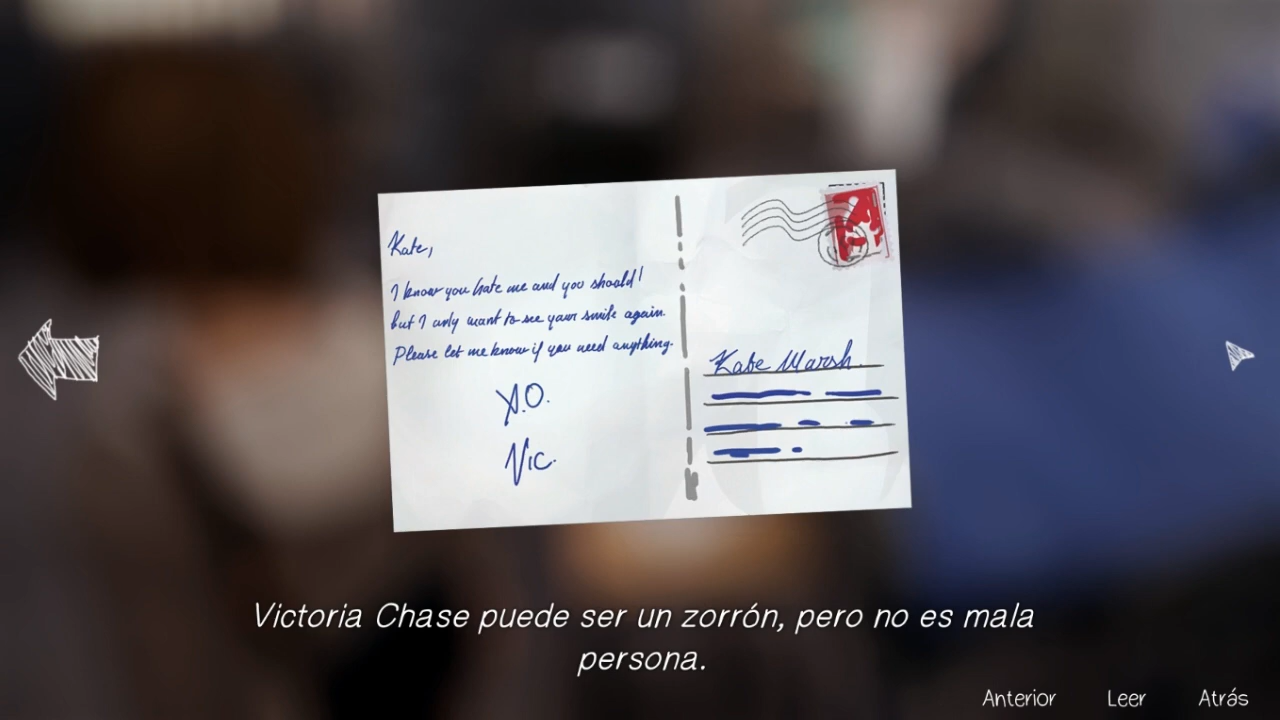 Kate,
I know you hate me and you should!
but I only want to see your smile again.
Please let me know if you need anything.
X.O.
Vic.
Kate Marsh
Victoria Chase puede ser un zorrón, pero no es mala
persona.
Anterior Leer Atrás